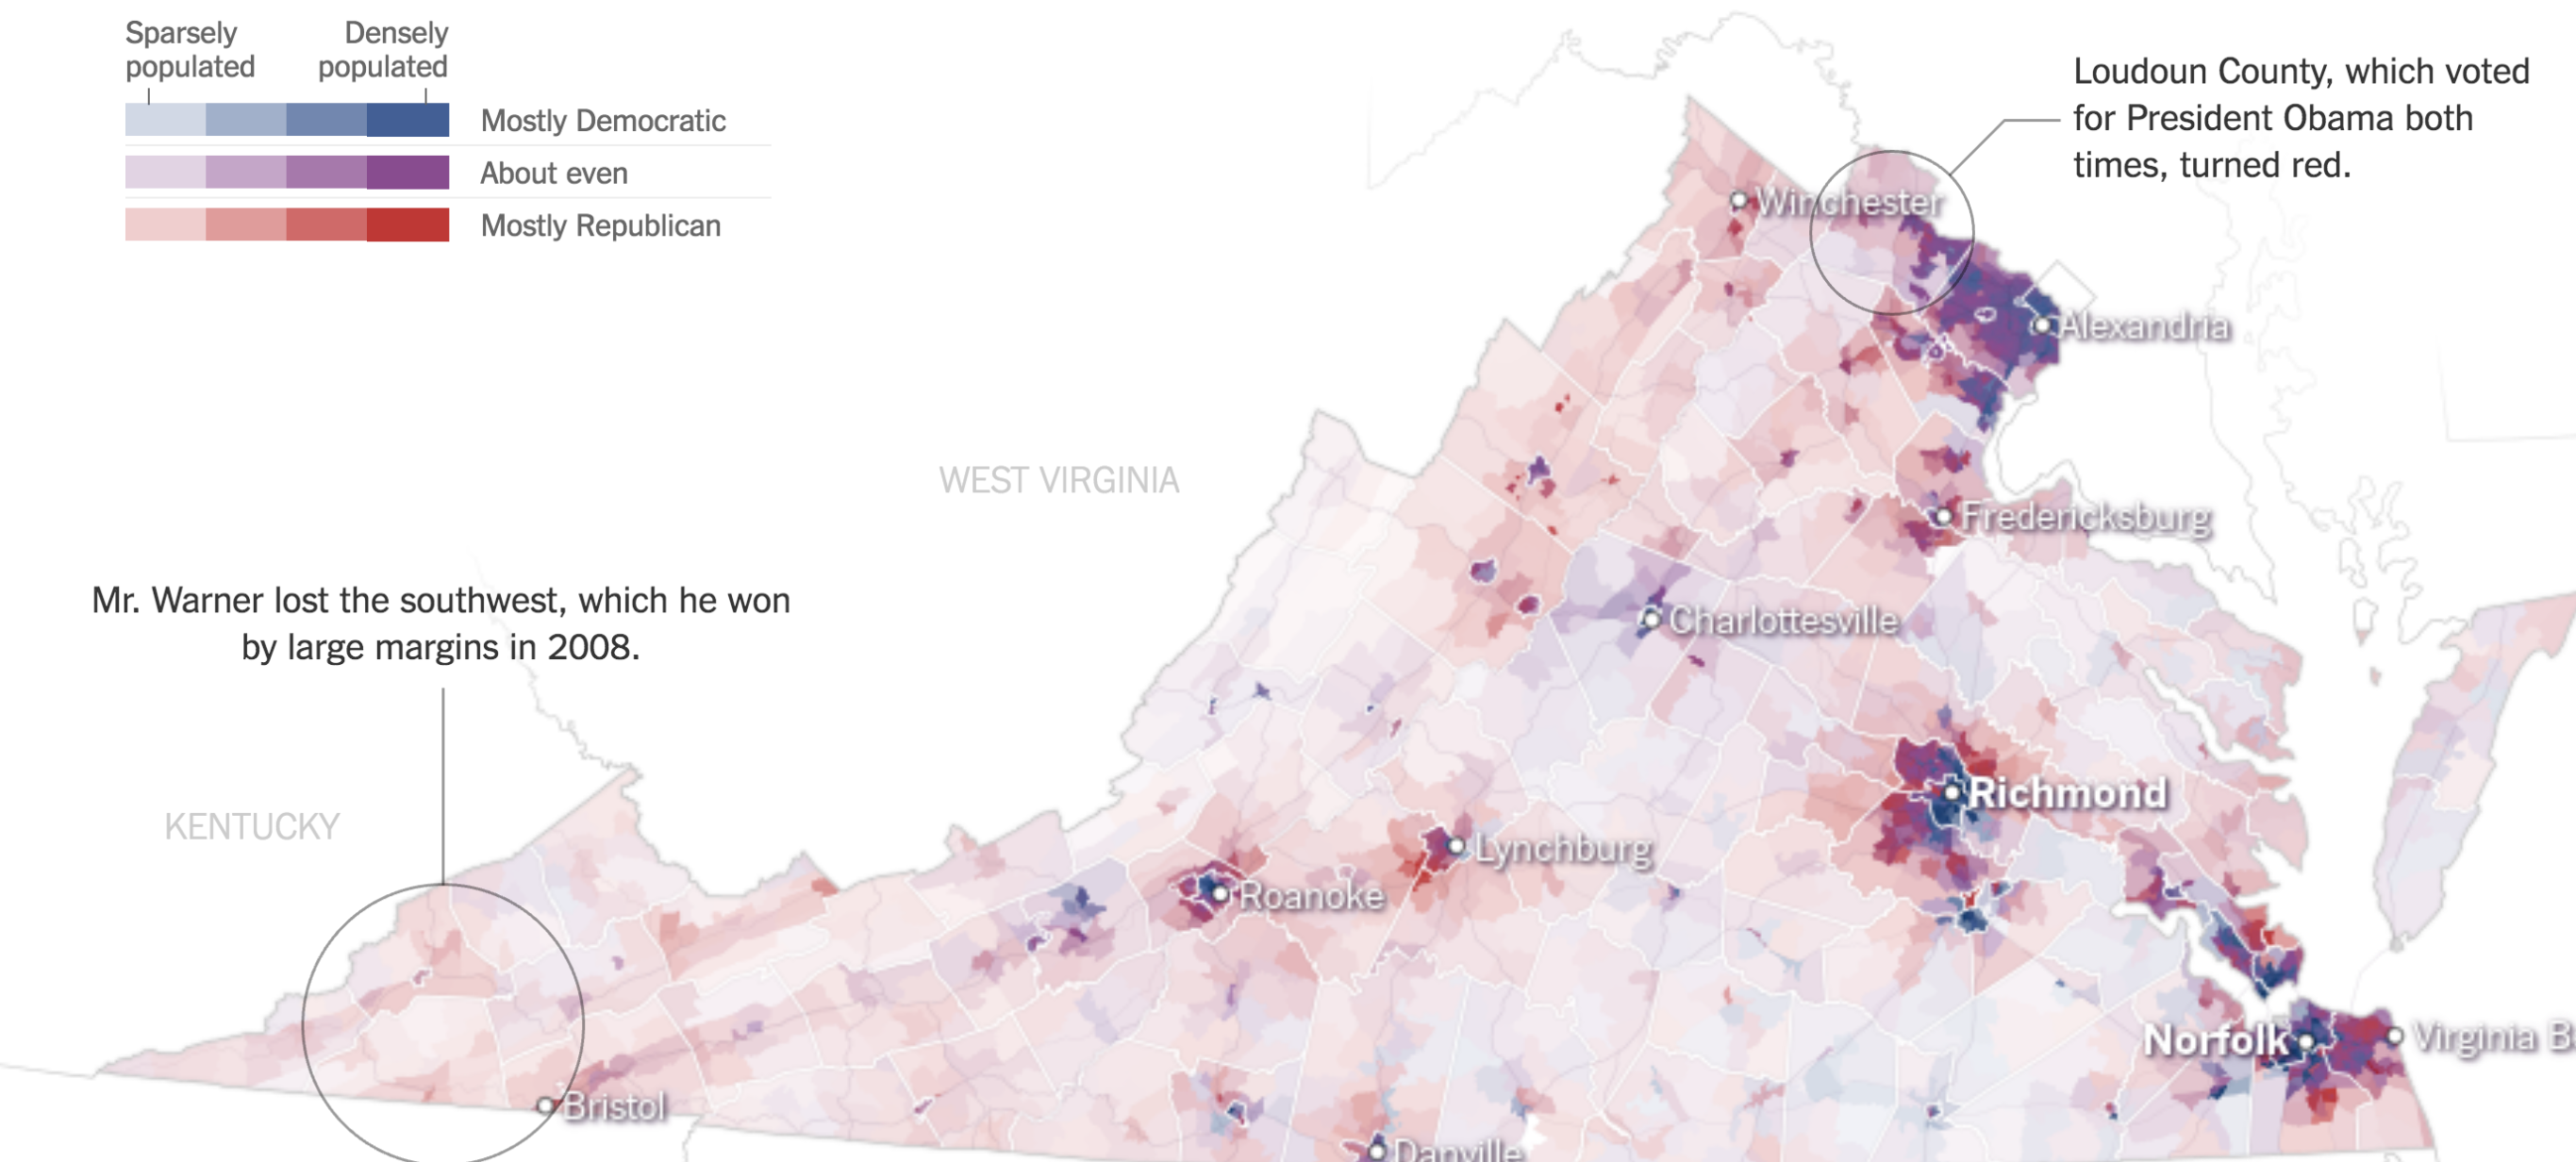 Sparsely
populated
Densely
populated
Mostly Democratic
About even
Mostly Republican
Loudoun County, which voted
for President Obama both
times, turned red.
Winchester
Alexandria
WEST VIRGINIA
Fredericksburg
Mr. Warner lost the southwest, which he won
by large margins in 2008.
Charlottesville
KENTUCKY
Richmond
Lynchburg
Roanoke
Norfolk
Virginia B
Bristol
Danville